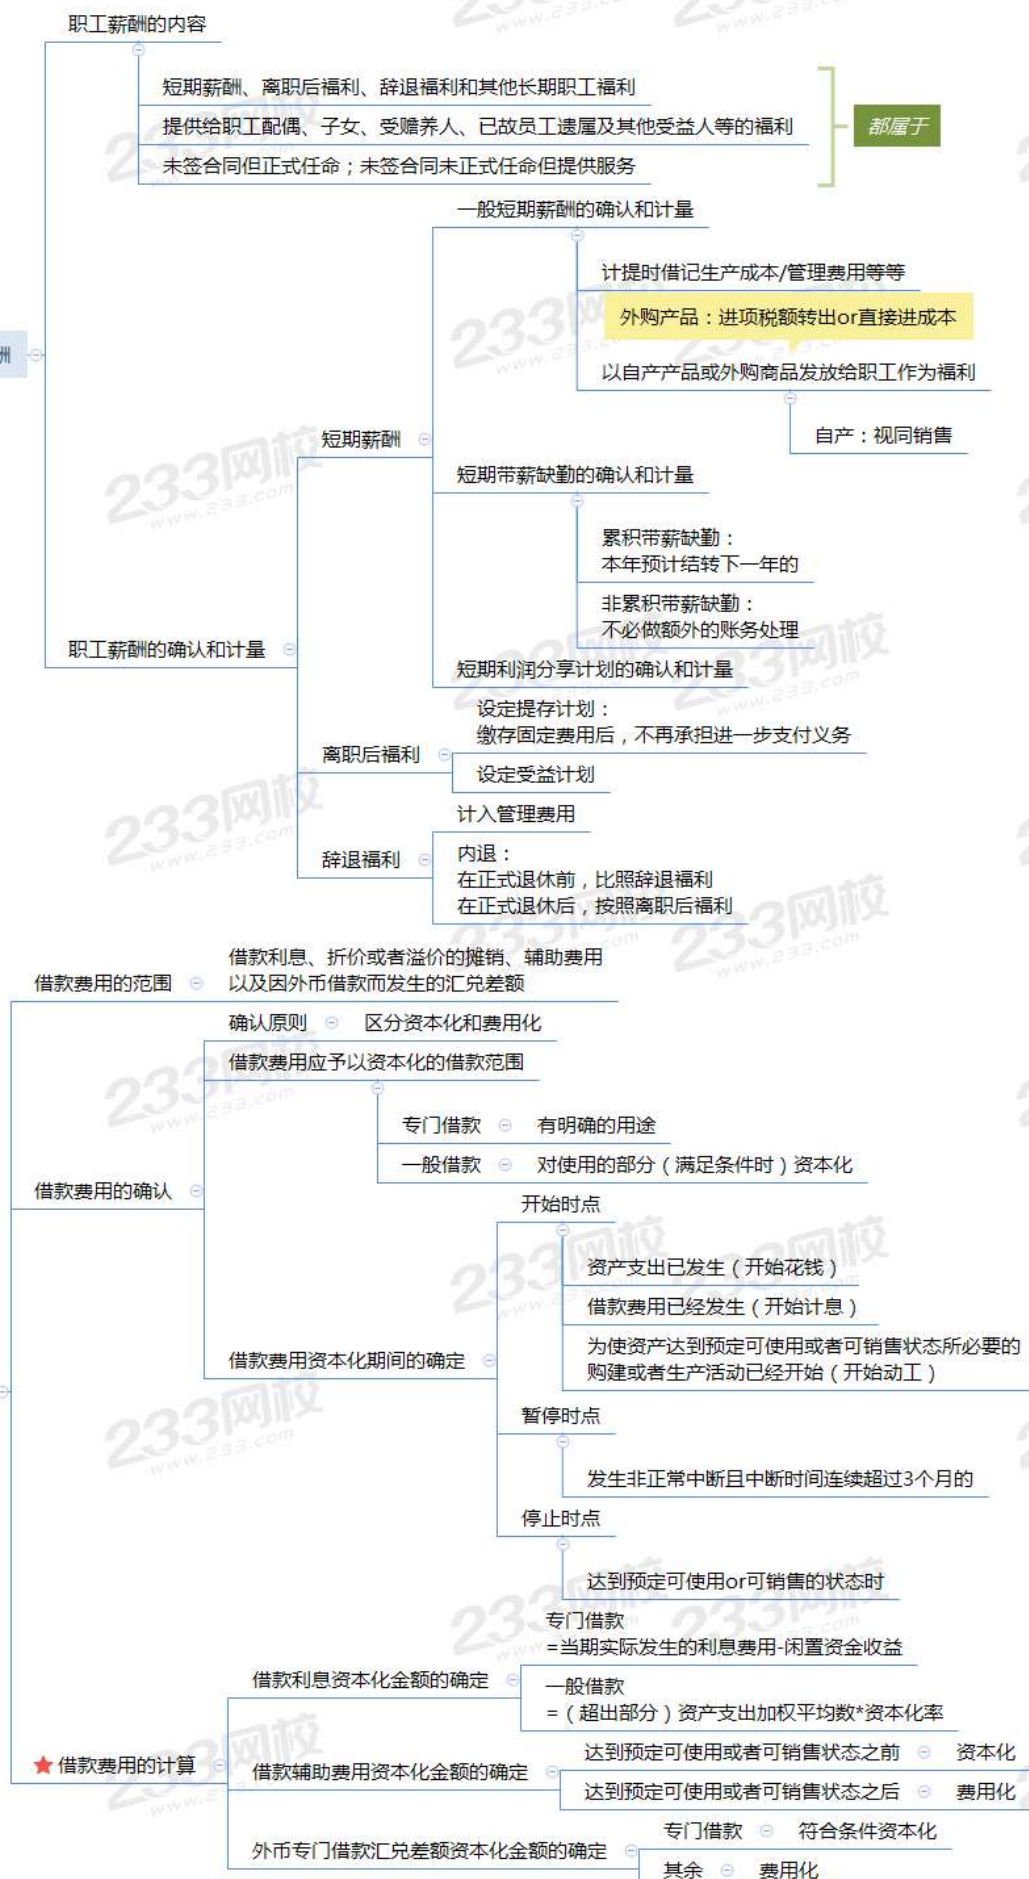 职工薪酬的内容
短期薪酬、离职后福利、辞退福利和其他长期职工福利
提供给职工配偶、子女、受赡养人、已故员工遗属及其他受益人等的福利
未签合同但正式任命；未签合同未正式任命但提供服务
都属于
酬
职工薪酬的确认和计量
短期薪酬
一般短期薪酬的确认和计量
计提时借记生产成本/管理费用等等
外购产品：进项税额转出or直接进成本
以自产产品或外购商品发放给职工作为福利
自产：视同销售
短期带薪缺勤的确认和计量
累积带薪缺勤：
本年预计结转下一年的
非累积带薪缺勤：
不必做额外的账务处理
短期利润分享计划的确认和计量
离职后福利
设定提存计划：
缴存固定费用后，不再承担进一步支付义务
设定受益计划
辞退福利
计入管理费用
内退：
在正式退休前，比照辞退福利
在正式退休后，按照离职后福利
借款费用的范围
借款利息、折价或者溢价的摊销、辅助费用
以及因外币借款而发生的汇兑差额
借款费用的确认
确认原则
区分资本化和费用化
借款费用应予以资本化的借款范围
专门借款
有明确的用途
一般借款
对使用的部分（满足条件时）资本化
借款费用资本化期间的确定
开始时点
资产支出已发生（开始花钱）
借款费用已经发生（开始计息）
为使资产达到预定可使用或者可销售状态所必要的
购建或者生产活动已经开始（开始动工）
暂停时点
发生非正常中断且中断时间连续超过3个月的
停止时点
达到预定可使用or可销售的状态时
借款费用的计算
借款利息资本化金额的确定
专门借款
=当期实际发生的利息费用-闲置资金收益
一般借款
=（超出部分）资产支出加权平均数*资本化率
借款辅助费用资本化金额的确定
达到预定可使用或者可销售状态之前
资本化
达到预定可使用或者可销售状态之后
费用化
外币专门借款汇兑差额资本化金额的确定
专门借款
符合条件资本化
其余
费用化
233网校
www.233.com